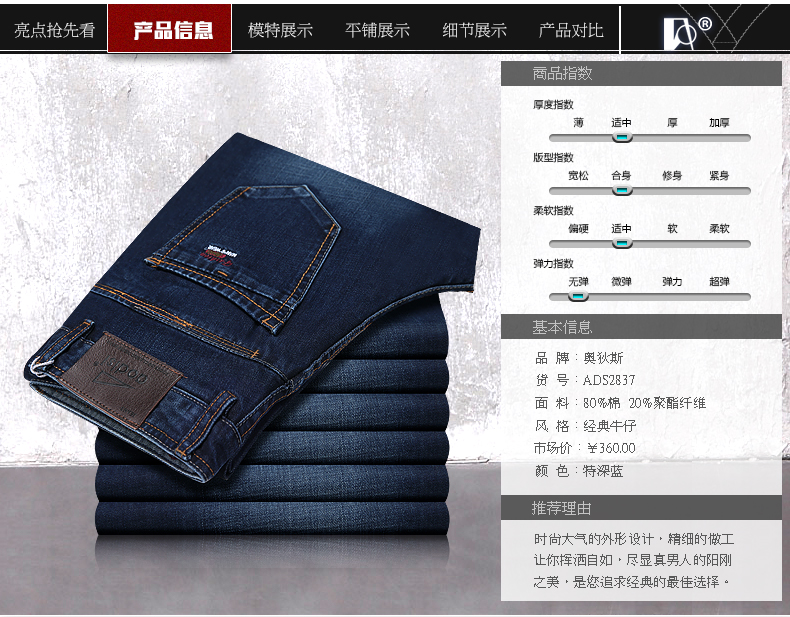 亮点抢先看 产品信息 模特展示 平铺展示 细节展示 产品对比 ®
商品指数
厚度指数
薄 适中 厚 加厚
版型指数
宽松 合身 修身 紧身
柔软指数
偏硬 适中 软 柔软
弹力指数
无弹 微弹 弹力 超弹
基本信息
品 牌：奥狄斯
货 号：ADS2837
面 料：80%棉 20%聚酯纤维
风 格：经典牛仔
市场价：￥360.00
颜 色：特深蓝
推荐理由
时尚大气的外形设计，精细的做工
让你挥洒自如，尽显真男人的阳刚
之美，是您追求经典的最佳选择。